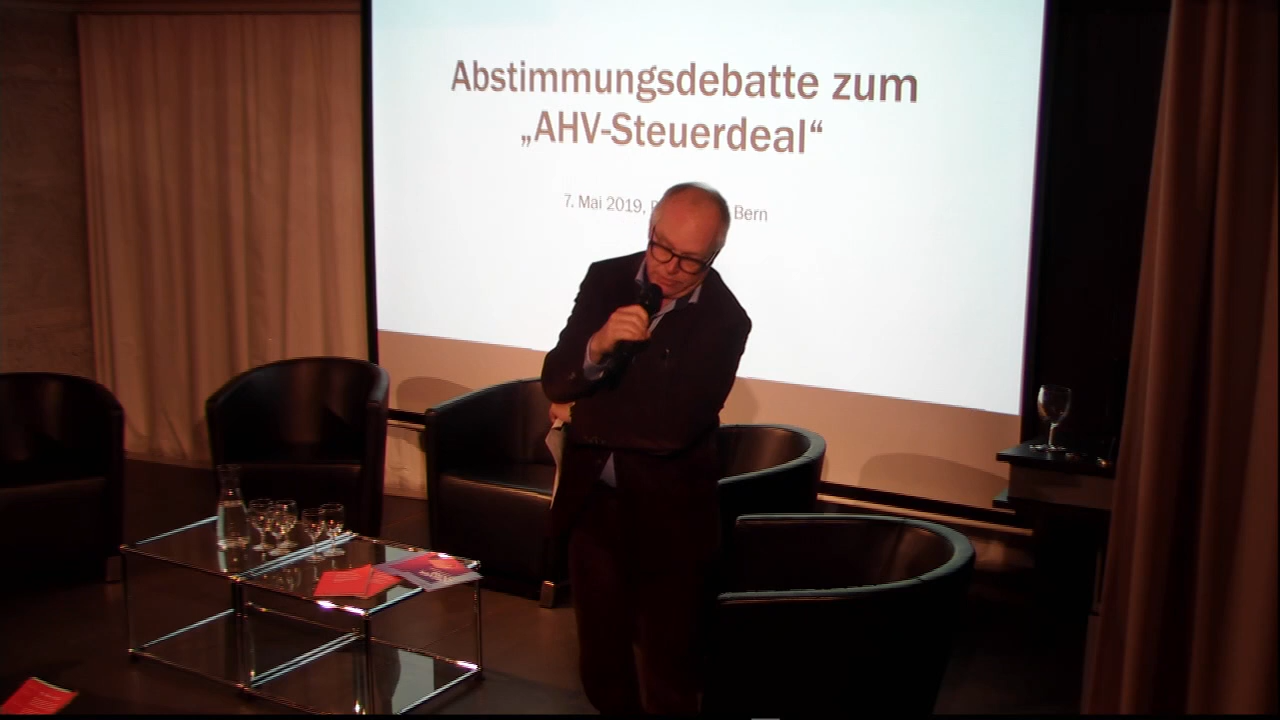 Abstimmungsdebatte zum
„AHV-Steuerdeal“
7. Mai 2019, Bern